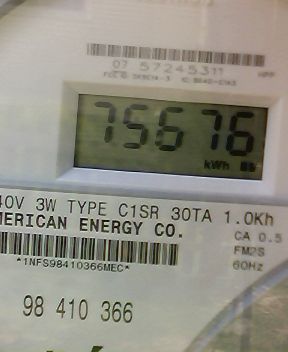 07 57245311
75676
kWh
40V 3W TYPE C1SR 30TA 1.0Kh
MERICAN ENERGY CO.
CA 0.5
FM2S
60Hz
*1NFS98410366MEC*
98 410 366